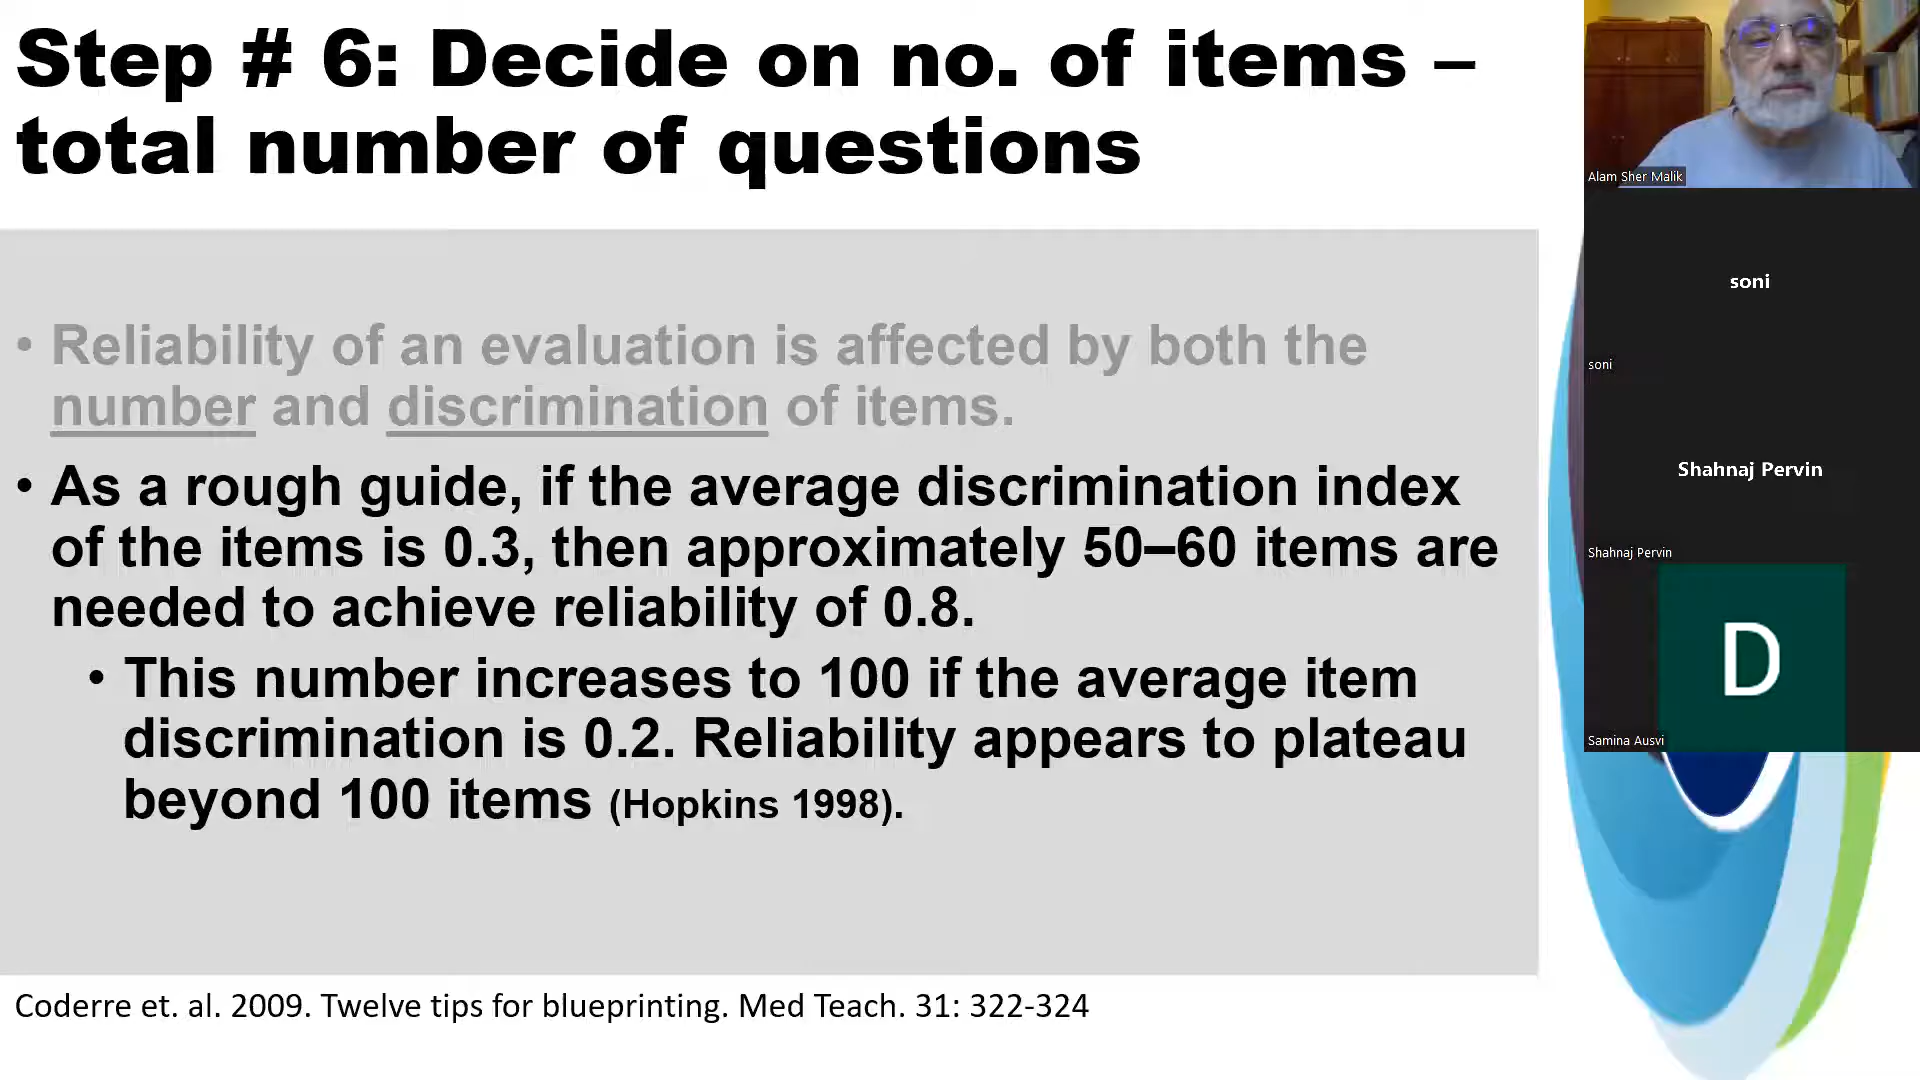 Step # 6: Decide on no. of items –
total number of questions
• Reliability of an evaluation is affected by both the
number and discrimination of items.
• As a rough guide, if the average discrimination index
of the items is 0.3, then approximately 50–60 items are
needed to achieve reliability of 0.8.
• This number increases to 100 if the average item
discrimination is 0.2. Reliability appears to plateau
beyond 100 items (Hopkins 1998).
Coderre et. al. 2009. Twelve tips for blueprinting. Med Teach. 31: 322-324
Alam Sher Malik
soni
soni
Shahnaj Pervin
Shahnaj Pervin
D
Samina Ausvi